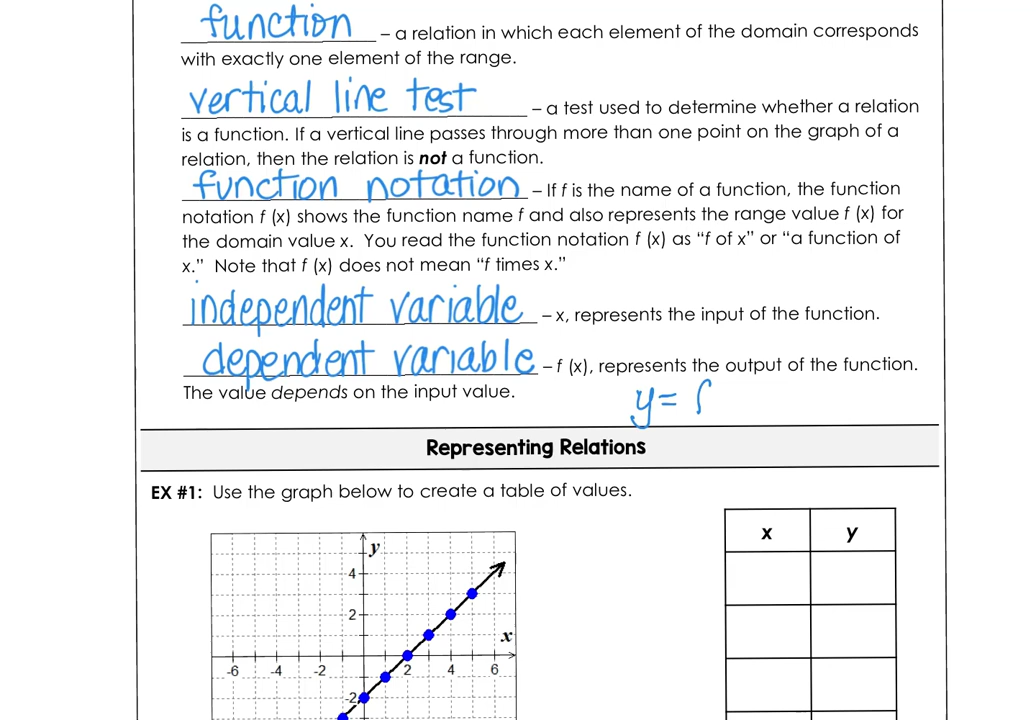 function – a relation in which each element of the domain corresponds
with exactly one element of the range.
vertical line test – a test used to determine whether a relation
is a function. If a vertical line passes through more than one point on the graph of a
relation, then the relation is not a function.
function notation – If f is the name of a function, the function
notation f (x) shows the function name f and also represents the range value f (x) for
the domain value x. You read the function notation f (x) as “f of x” or “a function of
x.” Note that f (x) does not mean “f times x.”
independent variable – x, represents the input of the function.
dependent variable – f (x), represents the output of the function.
The value depends on the input value.
y=
Representing Relations
EX #1: Use the graph below to create a table of values.
x y
y
4
2
x
-6 -4 -2 2 4 6
-2